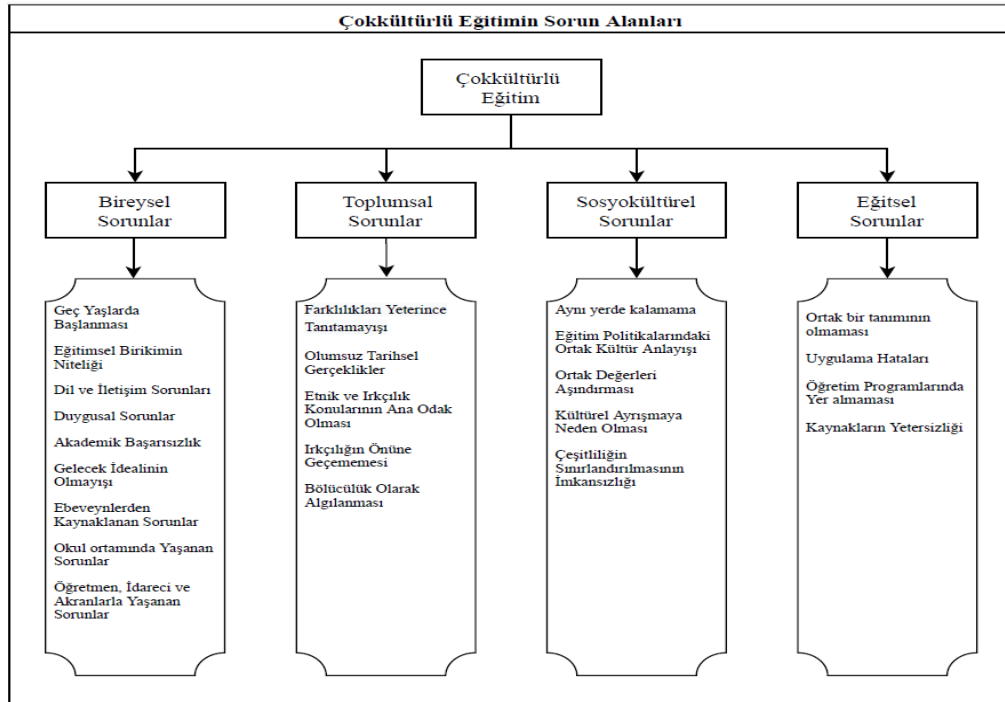 Çokkültürlü Eğitimin Sorun Alanları
Çokkültürlü
Eğitim
Bireysel
Sorunlar
Toplumsal
Sorunlar
Sosyokültürel
Sorunlar
Eğitsel
Sorunlar
Geç Yaşlarda
Başlanması
Eğitimsel Birikimin
Niteliği
Dil ve İletişim Sorunları
Duygusal Sorunlar
Akademik Başarısızlık
Gelecek İdealinin
Olmayışı
Ebeveynlerden
Kaynaklanan Sorunlar
Okul ortamında Yaşanan
Sorunlar
Öğretmen, İdareci ve
Akranlarla Yaşanan
Sorunlar
Farklılıkları Yeterince
Tanıtamayışı
Olumsuz Tarihsel
Gerçeklikler
Etnik ve Irkçılık
Konularının Ana Odak
Olması
Irkçılığın Önüne
Geçememesi
Bölücülük Olarak
Algılanması
Aynı yerde kalamama
Eğitim Politikalarındaki
Ortak Kültür Anlayışı
Ortak Değerleri
Aşındırması
Kültürel Ayrışmaya
Neden Olması
Çeşitliliğin
Sınırlandırılmasının
İmkansızlığı
Ortak bir tanımının
olmaması
Uygulama Hataları
Öğretim Programlarında
Yer almaması
Kaynakların Yetersizliği